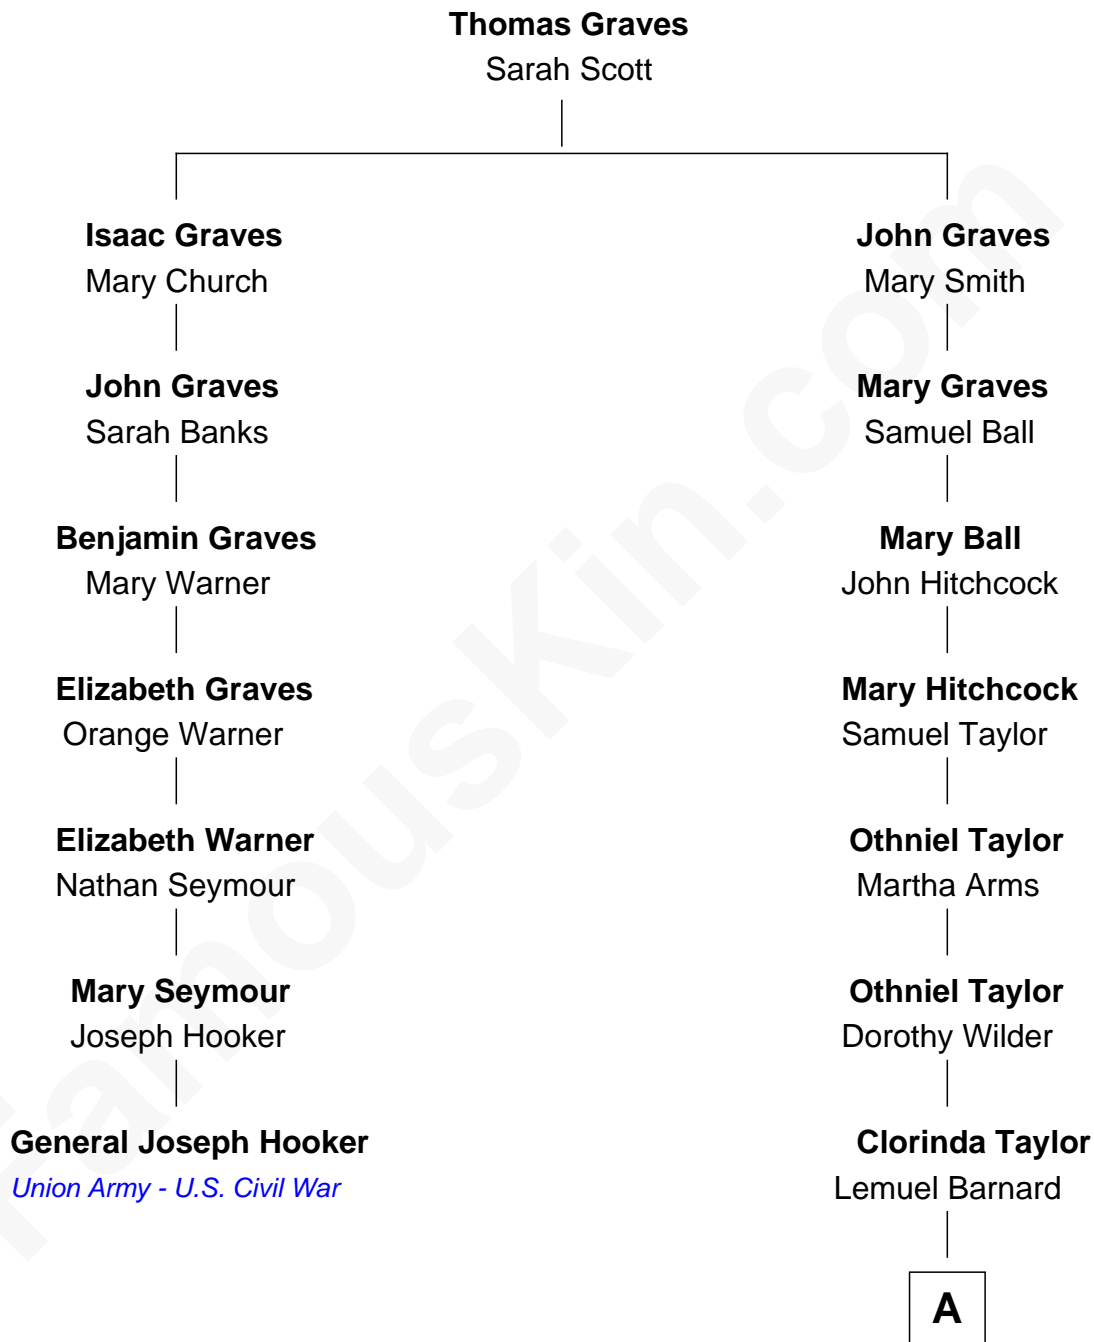 Thomas Graves
Sarah Scott
Isaac Graves
Mary Church
John Graves
Mary Smith
John Graves
Sarah Banks
Mary Graves
Samuel Ball
Benjamin Graves
Mary Warner
Mary Ball
John Hitchcock
Elizabeth Graves
Orange Warner
Mary Hitchcock
Samuel Taylor
Elizabeth Warner
Nathan Seymour
Othniel Taylor
Martha Arms
Mary Seymour
Joseph Hooker
Othniel Taylor
Dorothy Wilder
General Joseph Hooker
Union Army - U.S. Civil War
Clorinda Taylor
Lemuel Barnard
A
FamousKin.com